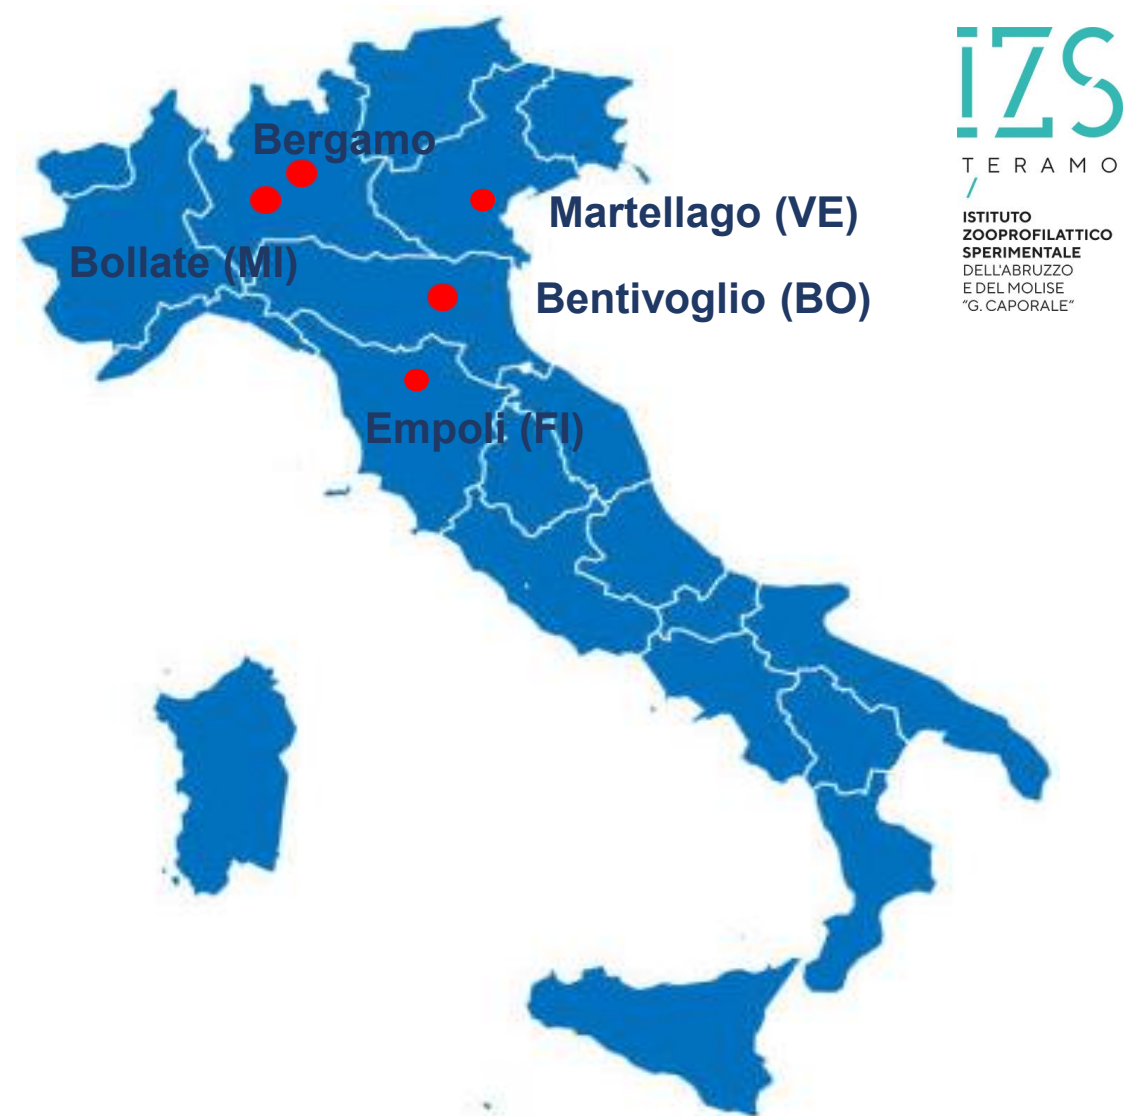 Bergamo
Martellago (VE)
Bollate (MI)
Bentivoglio (BO)
Empoli (FI)
IZS
TERAMO
ISTITUTO
ZOOPROFILATTICO
SPERIMENTALE
DELL'ABRUZZO
E DEL MOLISE
"G. CAPORALE"